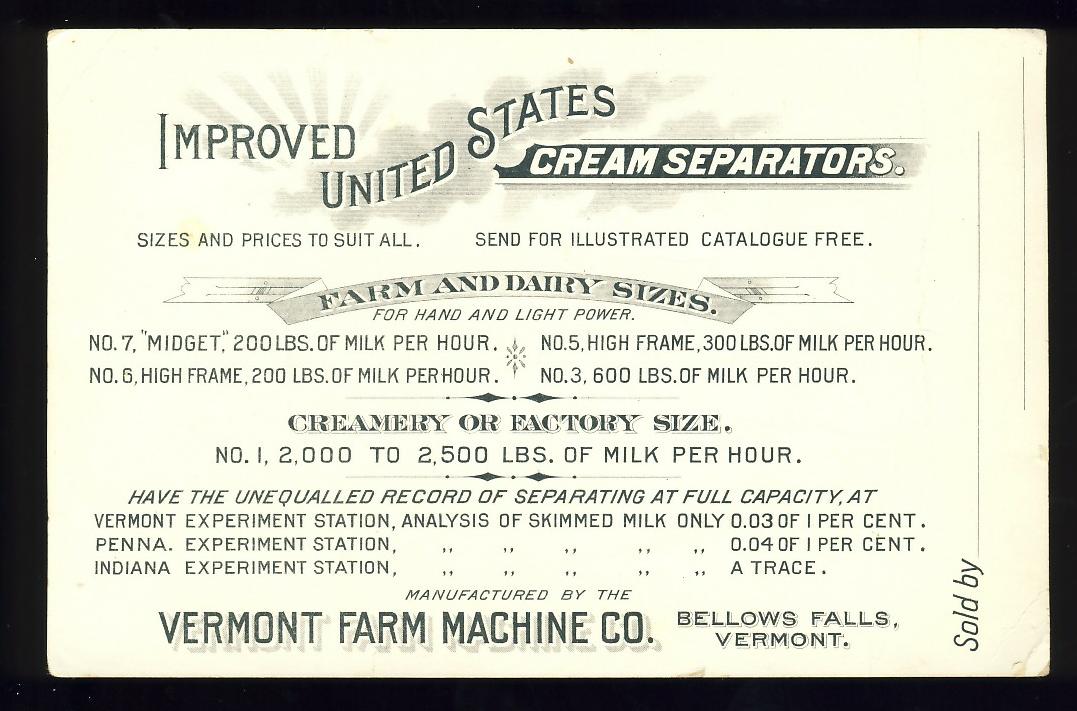 IMPROVED UNITED STATES CREAM SEPARATORS.
SIZES AND PRICES TO SUIT ALL. SEND FOR ILLUSTRATED CATALOGUE FREE.
FARM AND DAIRY SIZES.
FOR HAND AND LIGHT POWER.
NO. 7, "MIDGET," 200 LBS. OF MILK PER HOUR. NO. 5, HIGH FRAME, 300 LBS. OF MILK PER HOUR.
NO. 6, HIGH FRAME, 200 LBS. OF MILK PER HOUR. NO. 3, 600 LBS. OF MILK PER HOUR.
CREAMERY OR FACTORY SIZE.
NO. 1, 2,000 TO 2,500 LBS. OF MILK PER HOUR.
HAVE THE UNEQUALLED RECORD OF SEPARATING AT FULL CAPACITY, AT
VERMONT EXPERIMENT STATION, ANALYSIS OF SKIMMED MILK ONLY 0.03 OF 1 PER CENT.
PENNA. EXPERIMENT STATION, ,, ,, ,, ,, ,, 0.04 OF 1 PER CENT.
INDIANA EXPERIMENT STATION, ,, ,, ,, ,, ,, A TRACE.
MANUFACTURED BY THE
VERMONT FARM MACHINE CO. BELLOWS FALLS,
VERMONT.
Sold by